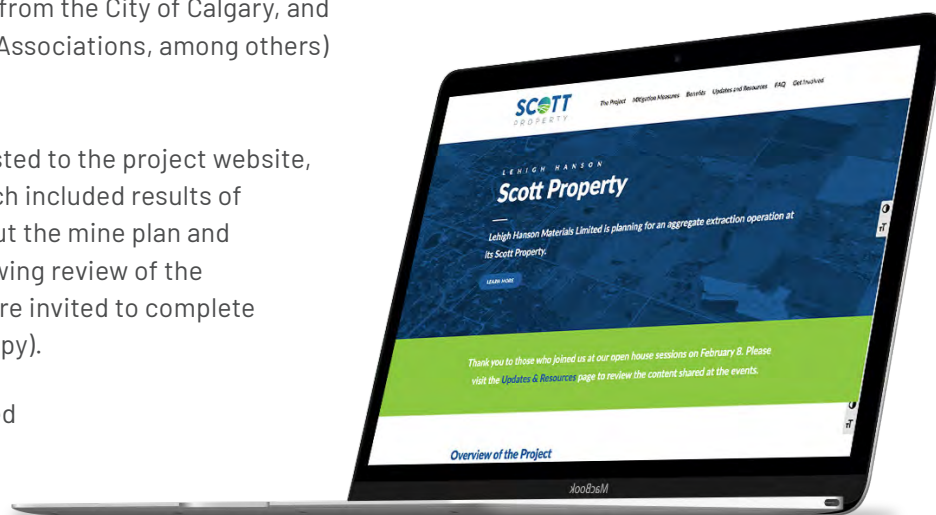 from the City of Calgary, and
Associations, among others)
sted to the project website,
ch included results of
ut the mine plan and
wing review of the
re invited to complete
py).
d
SCOTT
PROPERTY
The Project Mitigation Measures Benefits Updates and Resources FAQ Get Involved
LEHIGH HANSON
Scott Property
Lehigh Hanson Materials Limited is planning for an aggregate extraction operation at
its Scott Property.
LEARN MORE
Thank you to those who joined us at our open house sessions on February 8. Please
visit the Updates & Resources page to review the content shared at the events.
Overview of the Project
MacBook